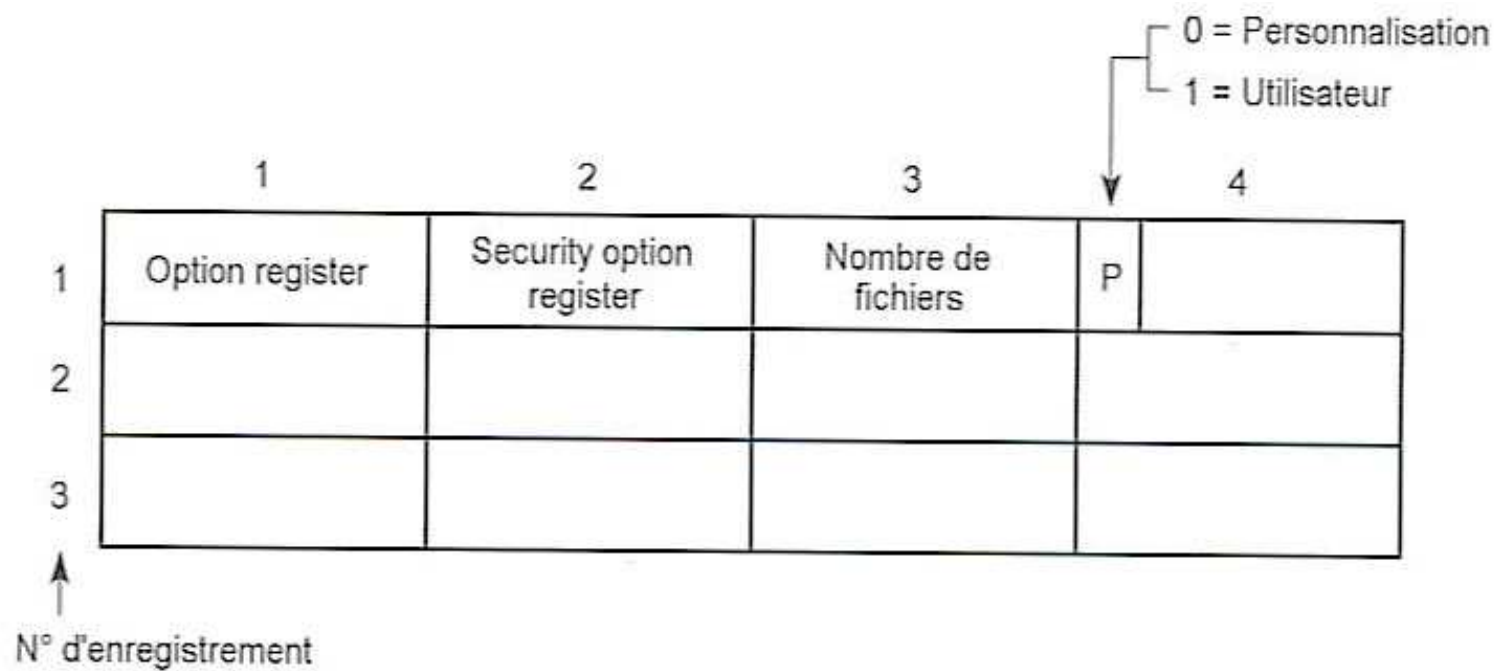 0 = Personnalisation
1 = Utilisateur
1 2 3 4
1 Option register Security option register Nombre de fichiers P
2
3
N° d'enregistrement